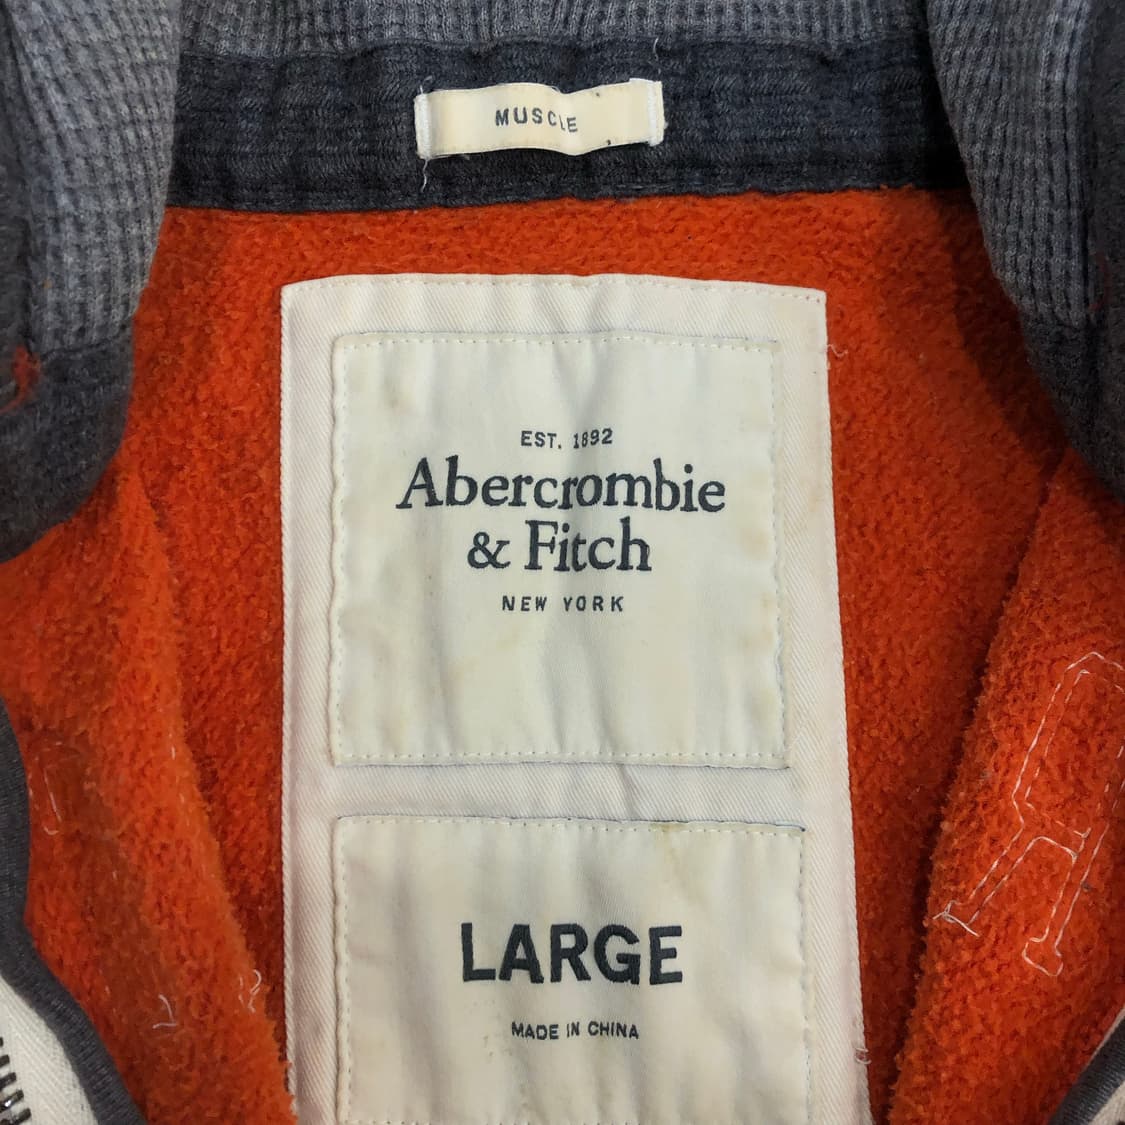 MUSCLE
EST. 1892
Abercrombie
& Fitch
NEW YORK
LARGE
MADE IN CHINA